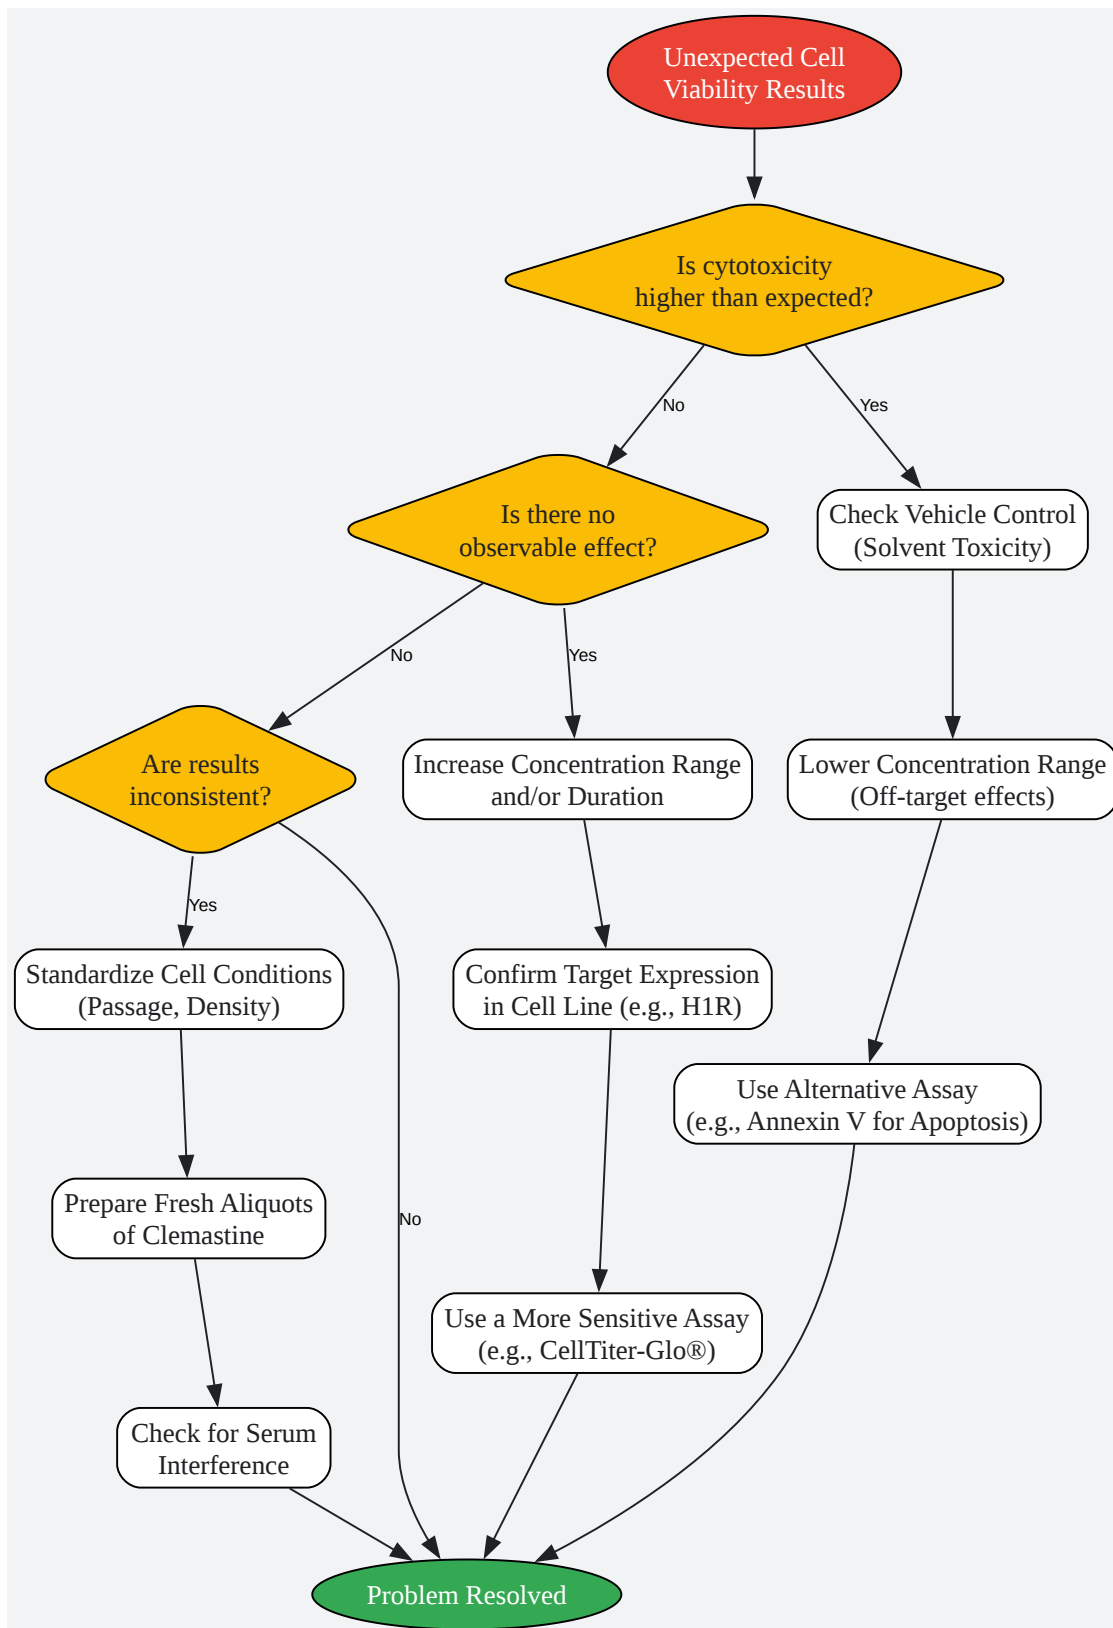 Unexpected Cell
Viability Results
Is cytotoxicity
higher than expected?
No
Yes
Is there no
observable effect?
Check Vehicle Control
(Solvent Toxicity)
No
Yes
Are results
inconsistent?
Increase Concentration Range
and/or Duration
Lower Concentration Range
(Off-target effects)
Yes
Standardize Cell Conditions
(Passage, Density)
Confirm Target Expression
in Cell Line (e.g., H1R)
Use Alternative Assay
(e.g., Annexin V for Apoptosis)
Prepare Fresh Aliquots
of Clemastine
No
Use a More Sensitive Assay
(e.g., CellTiter-Glo®)
Check for Serum
Interference
Problem Resolved